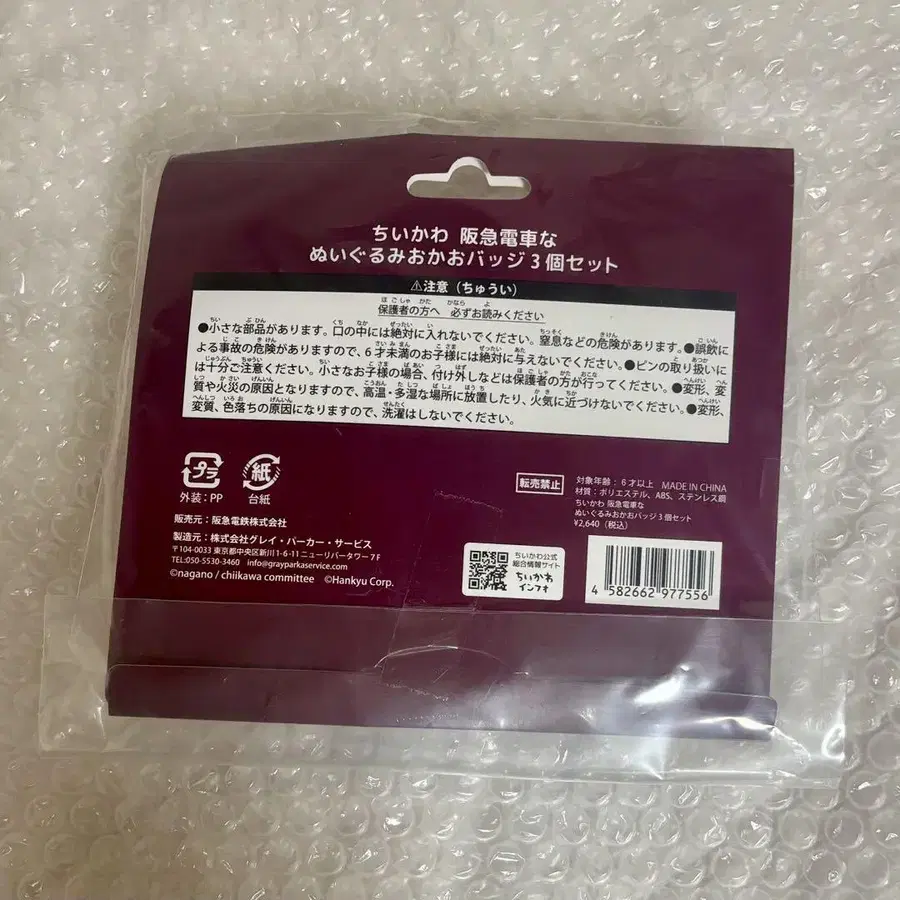 ちいかわ 阪急電車な
ぬいぐるみおかおバッジ3個セット
⚠注意（ちゅうい）
保護者の方へ 必ずお読みください
●小さな部品があります。口の中には絶対に入れないでください。窒息などの危険があります。●誤飲に
よる事故の危険がありますので、6才未満のお子様には絶対に与えないでください。●ピンの取り扱いに
は十分ご注意ください。小さなお子様の場合、付け外しなどは保護者の方が行ってください。●変形、変
質や火災の原因となりますので、高温・多湿な場所に放置したり、火気に近づけないでください。●変形、
変質、色落ちの原因になりますので、洗濯はしないでください。
プラ
外装：PP
紙
台紙
販売元：阪急電鉄株式会社
製造元：株式会社グレイ・パーカー・サービス
〒104-0033 東京都中央区新川1-6-11ニューリバータワー7F
TEL:050-5530-3460 info@grayparkaservice.com
©nagano / chiikawa committee ©Hankyu Corp.
転売禁止
対象年齢：6才以上 MADE IN CHINA
材質：ポリエステル、ABS、ステンレス鋼
ちいかわ 阪急電車な
ぬいぐるみおかおバッジ3個セット
¥2,640（税込）
ちいかわ公式
総合情報サイト
ちいかわ
インフォ
4 582662 977556